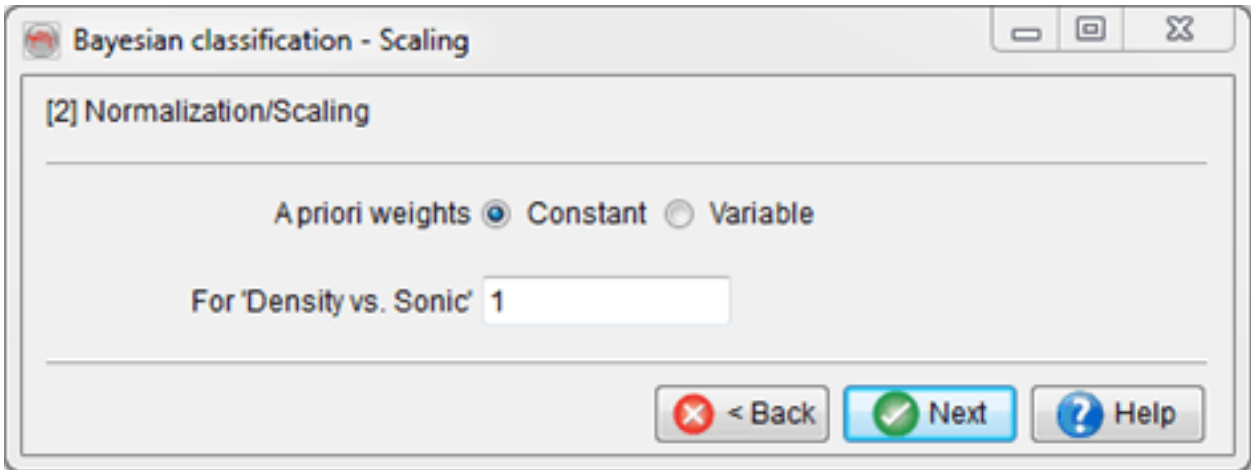 Bayesian classification - Scaling
[2] Normalization/Scaling
A priori weights Constant Variable
For 'Density vs. Sonic' 1
< Back Next Help